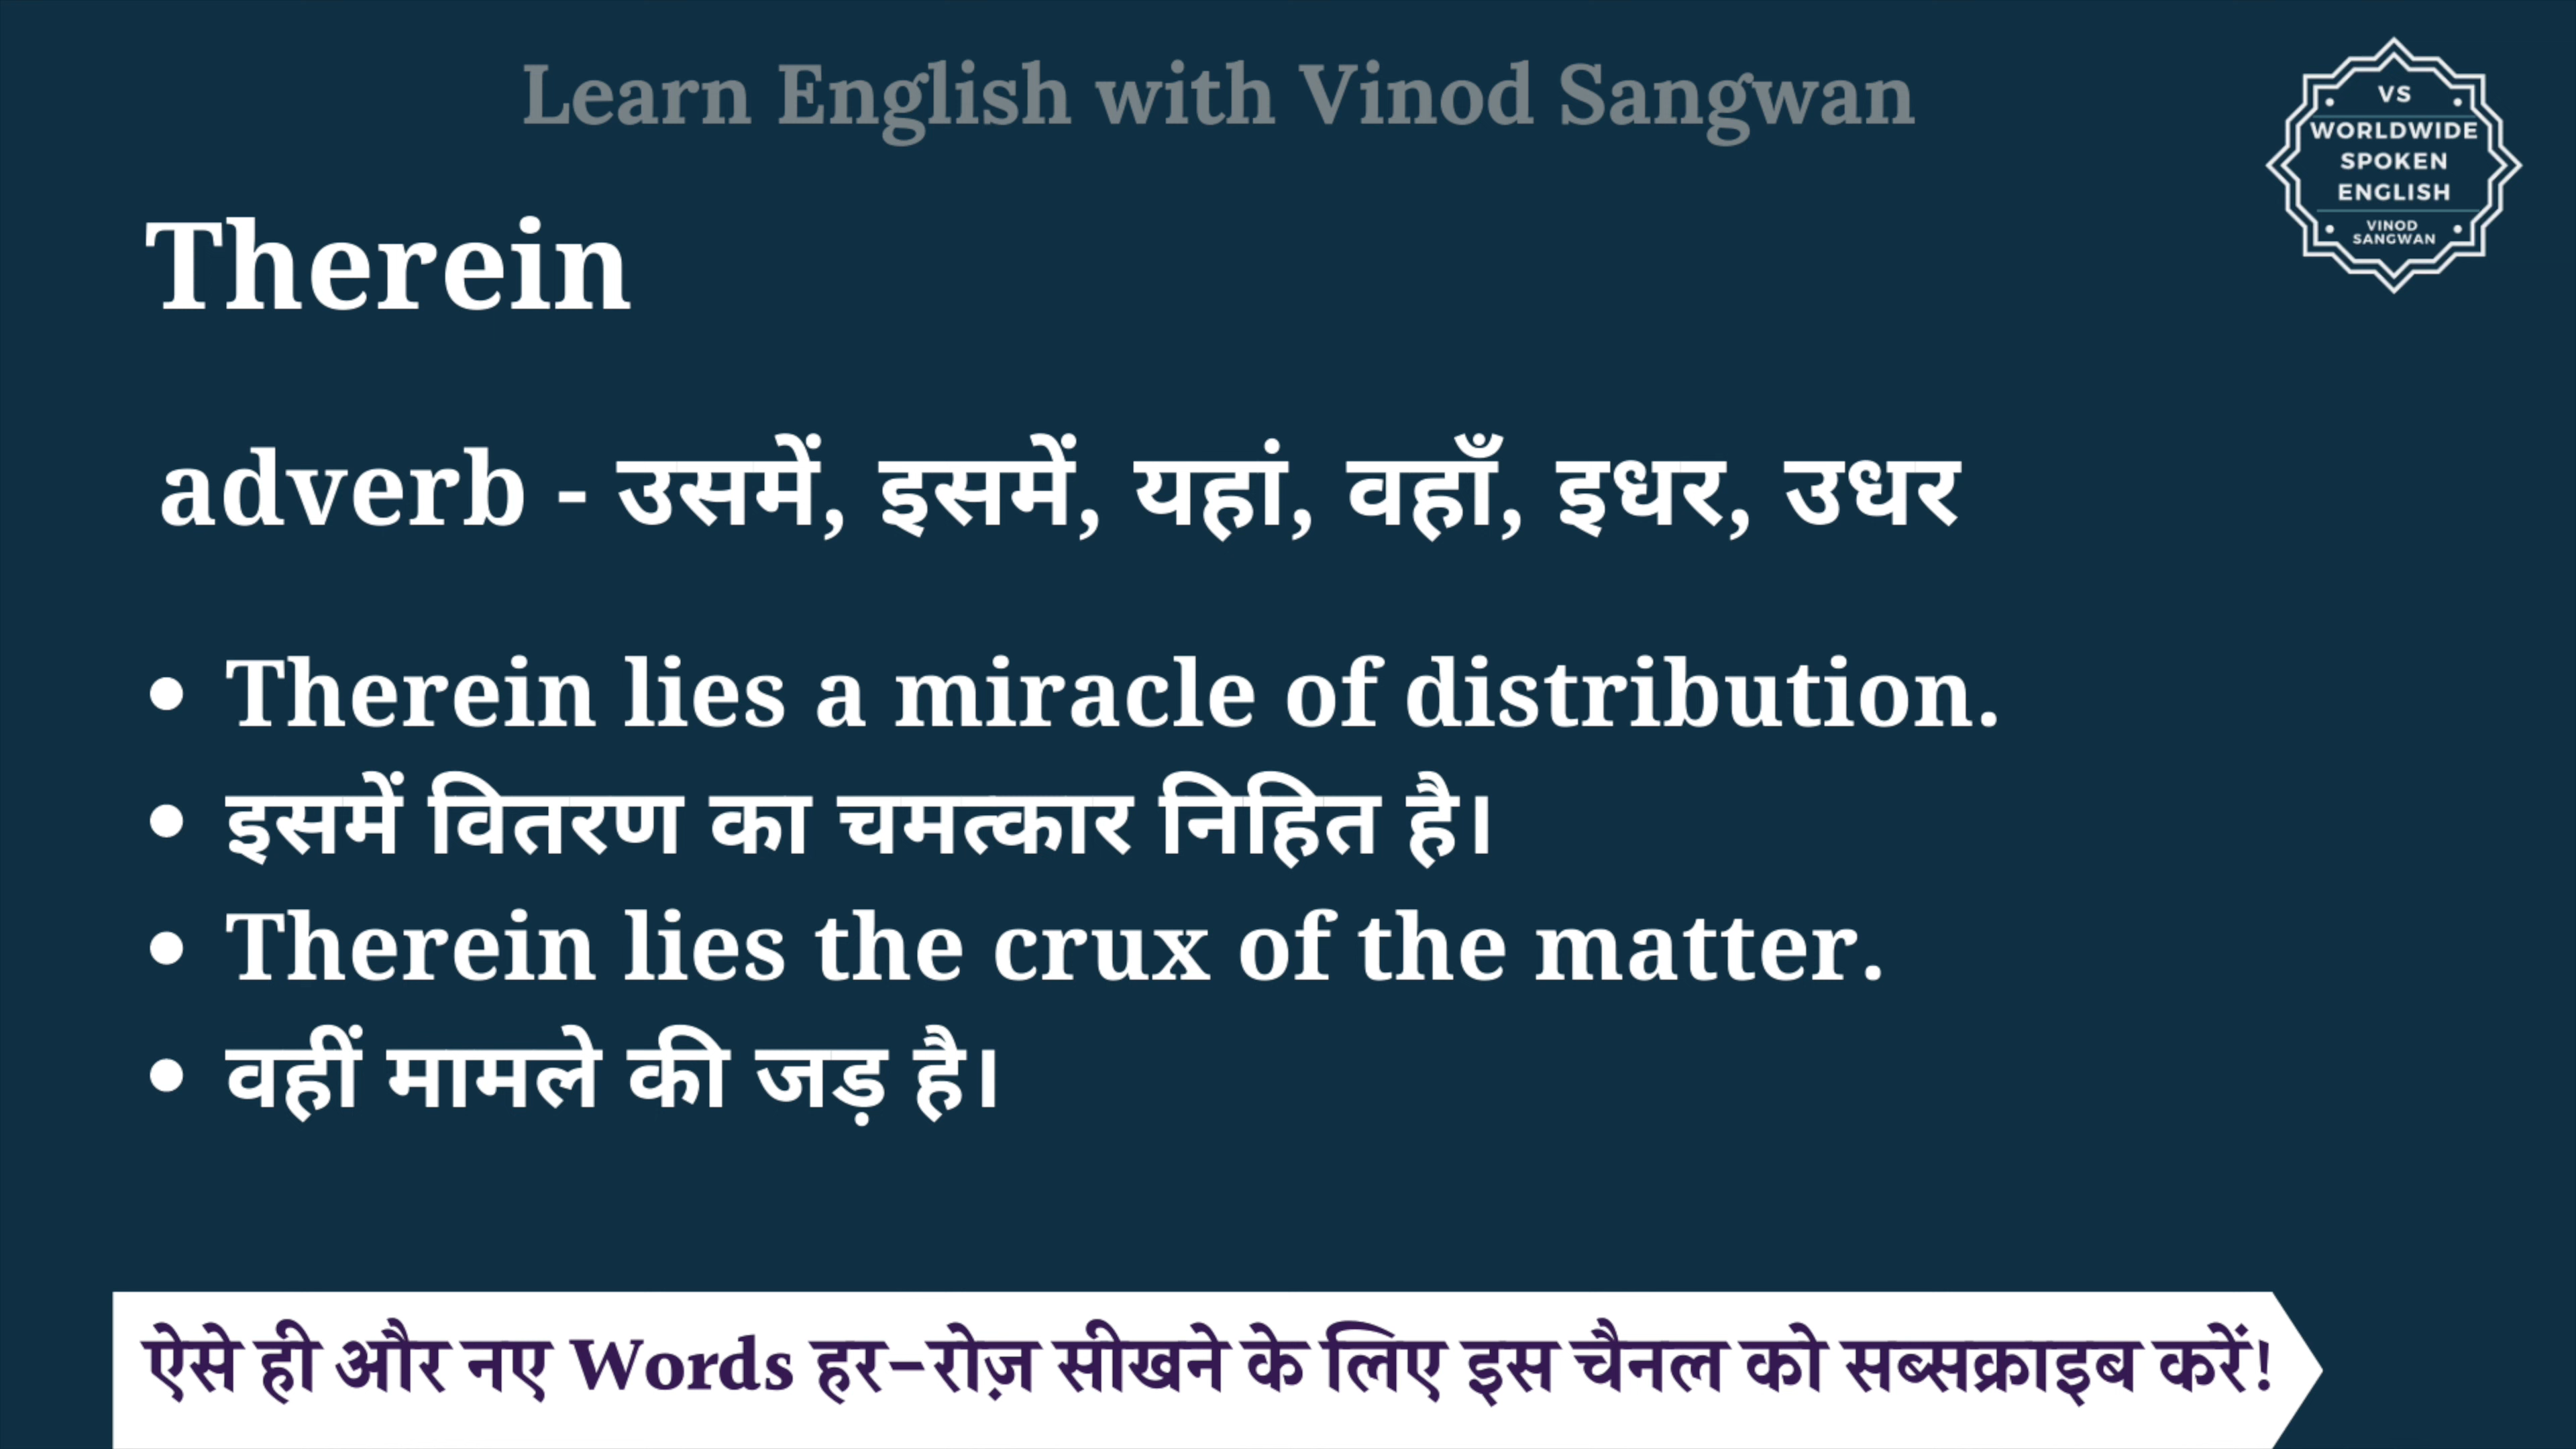 Learn English with Vinod Sangwan
VS
WORLDWIDE
SPOKEN
ENGLISH
VINOD
SANGWAN
Therein
adverb - उसमें, इसमें, यहां, वहाँ, इधर, उधर
• Therein lies a miracle of distribution.
• इसमें वितरण का चमत्कार निहित है।
• Therein lies the crux of the matter.
• वहीं मामले की जड़ है।
ऐसे ही और नए Words हर-रोज़ सीखने के लिए इस चैनल को सब्सक्राइब करें!